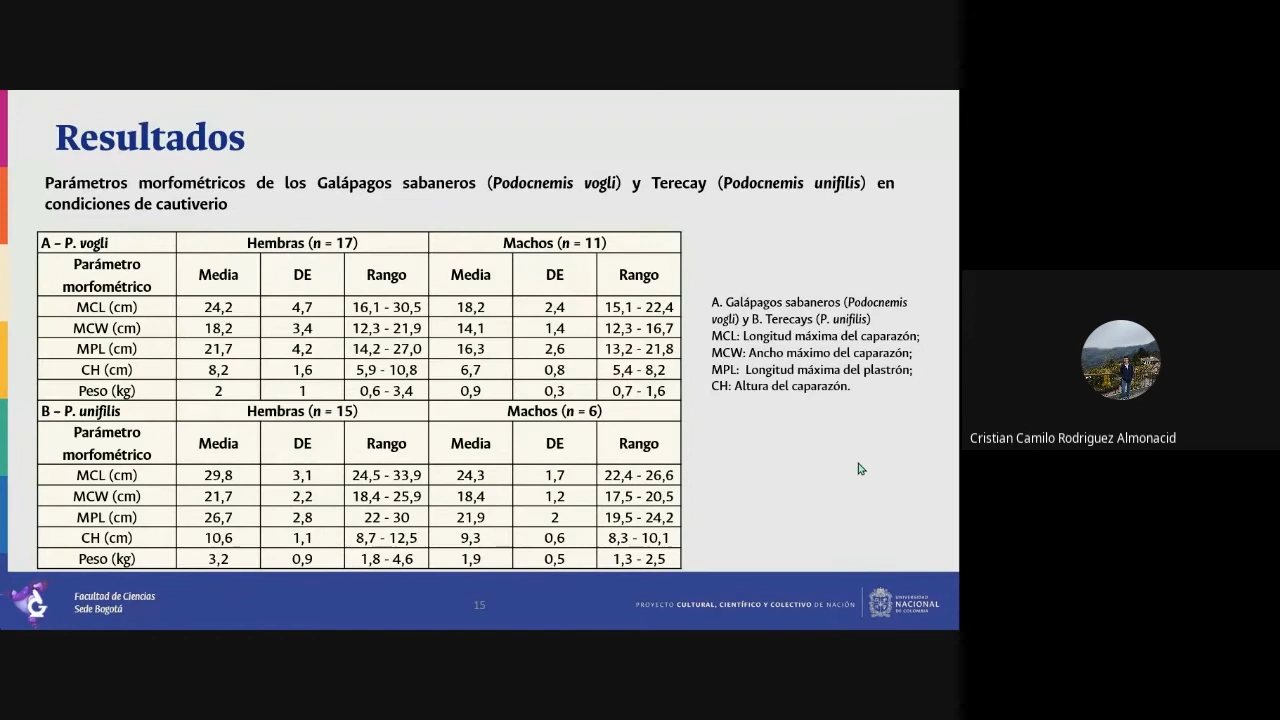 Resultados
Parámetros morfométricos de los Galápagos sabaneros (Podocnemis vogli) y Terecay (Podocnemis unifilis) en
condiciones de cautiverio
A – P. vogli Hembras (n = 17) Machos (n = 11)
Parámetro
morfométrico Media DE Rango Media DE Rango
MCL (cm) 24,2 4,7 16,1 - 30,5 18,2 2,4 15,1 - 22,4
MCW (cm) 18,2 3,4 12,3 - 21,9 14,1 1,4 12,3 - 16,7
MPL (cm) 21,7 4,2 14,2 - 27,0 16,3 2,6 13,2 - 21,8
CH (cm) 8,2 1,6 5,9 - 10,8 6,7 0,8 5,4 - 8,2
Peso (kg) 2 1 0,6 - 3,4 0,9 0,3 0,7 - 1,6
B – P. unifilis Hembras (n = 15) Machos (n = 6)
Parámetro
morfométrico Media DE Rango Media DE Rango
MCL (cm) 29,8 3,1 24,5 - 33,9 24,3 1,7 22,4 - 26,6
MCW (cm) 21,7 2,2 18,4 - 25,9 18,4 1,2 17,5 - 20,5
MPL (cm) 26,7 2,8 22 - 30 21,9 2 19,5 - 24,2
CH (cm) 10,6 1,1 8,7 - 12,5 9,3 0,6 8,3 - 10,1
Peso (kg) 3,2 0,9 1,8 - 4,6 1,9 0,5 1,3 - 2,5
A. Galápagos sabaneros (Podocnemis
vogli) y B. Terecays (P. unifilis)
MCL: Longitud máxima del caparazón;
MCW: Ancho máximo del caparazón;
MPL: Longitud máxima del plastrón;
CH: Altura del caparazón.
Cristian Camilo Rodriguez Almonacid
Facultad de Ciencias
Sede Bogotá
15
PROYECTO CULTURAL, CIENTÍFICO Y COLECTIVO DE NACIÓN
UNIVERSIDAD
NACIONAL
DE COLOMBIA